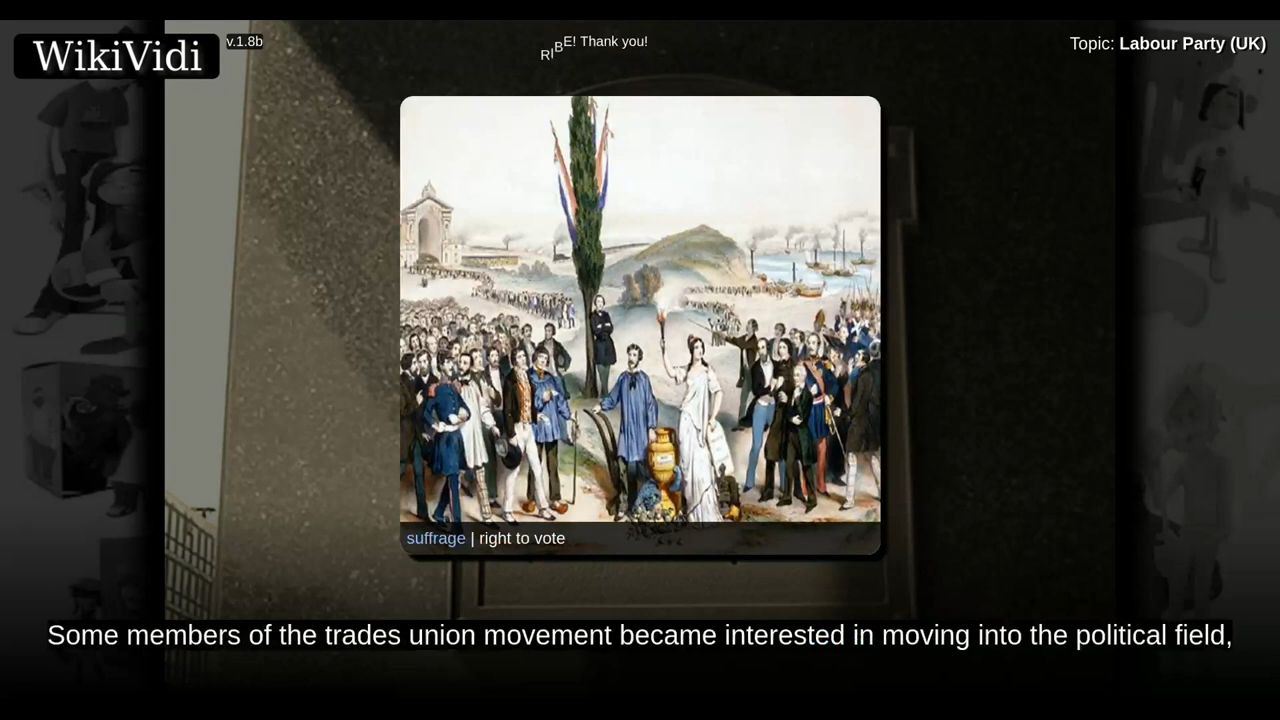 WikiVidi
v.1.8b
RIBE! Thank you!
Topic: Labour Party (UK)
suffrage | right to vote
Some members of the trades union movement became interested in moving into the political field,